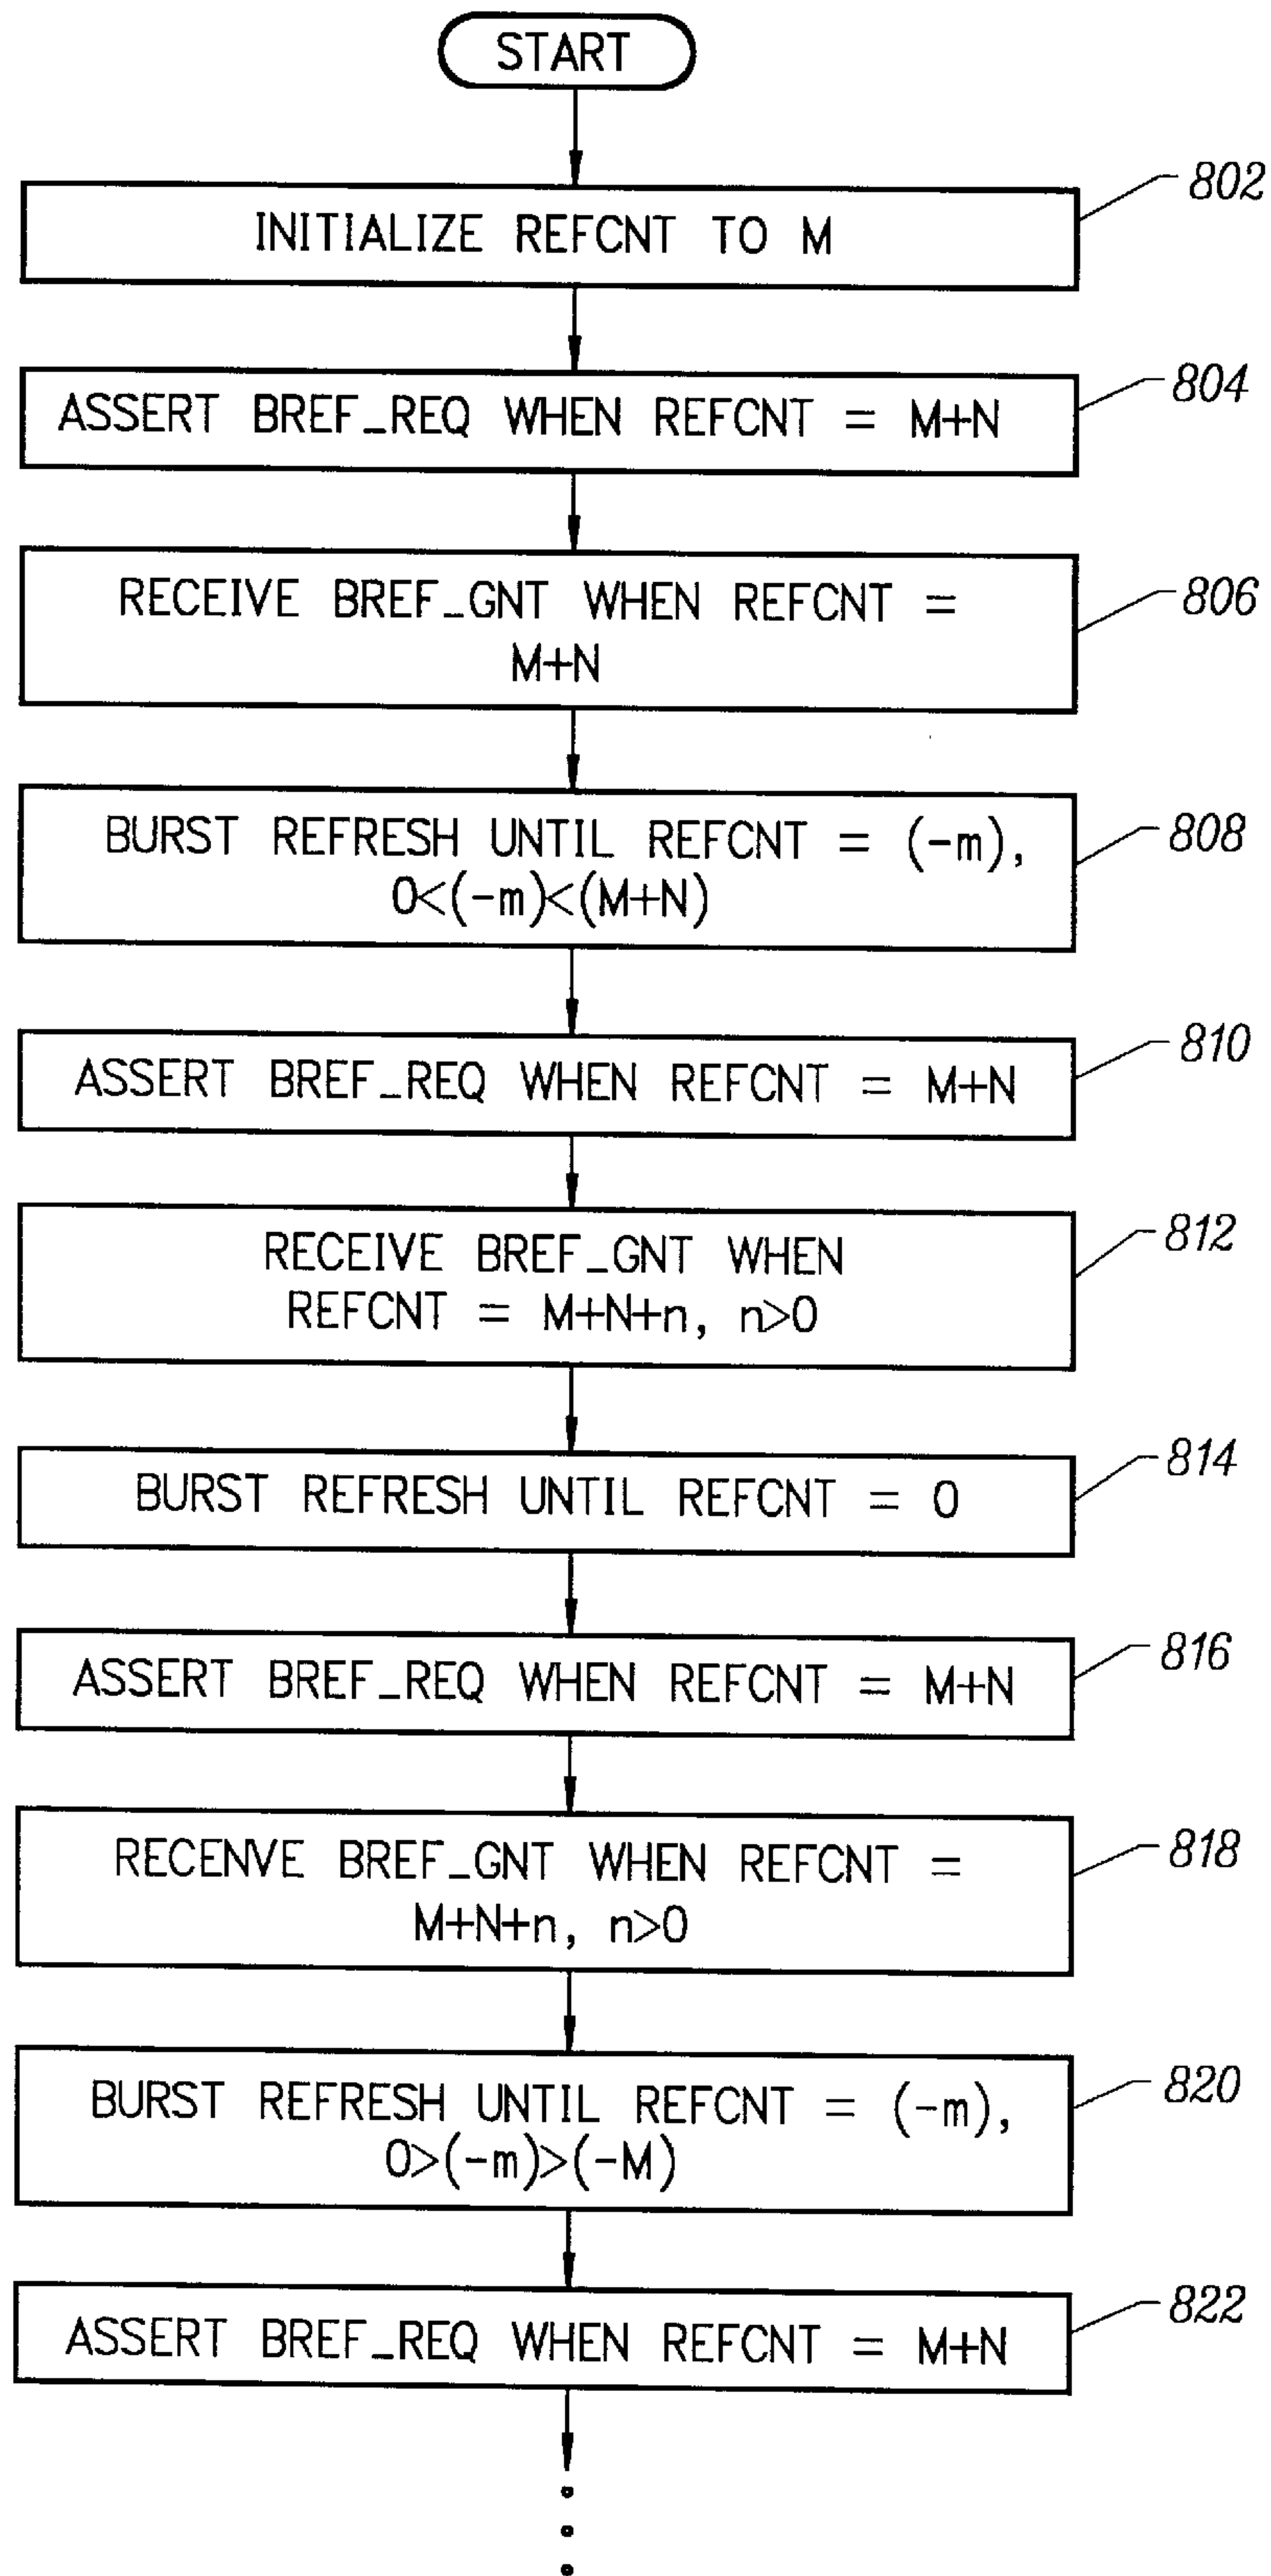 START
802
INITIALIZE REFCNT TO M
804
ASSERT BREF_REQ WHEN REFCNT = M+N
806
RECEIVE BREF_GNT WHEN REFCNT =
M+N
808
BURST REFRESH UNTIL REFCNT = (-m),
0<(-m)<(M+N)
810
ASSERT BREF_REQ WHEN REFCNT = M+N
812
RECEIVE BREF_GNT WHEN
REFCNT = M+N+n, n>0
814
BURST REFRESH UNTIL REFCNT = 0
816
ASSERT BREF_REQ WHEN REFCNT = M+N
818
RECENVE BREF_GNT WHEN REFCNT =
M+N+n, n>0
820
BURST REFRESH UNTIL REFCNT = (-m),
0>(-m)>(-M)
822
ASSERT BREF_REQ WHEN REFCNT = M+N